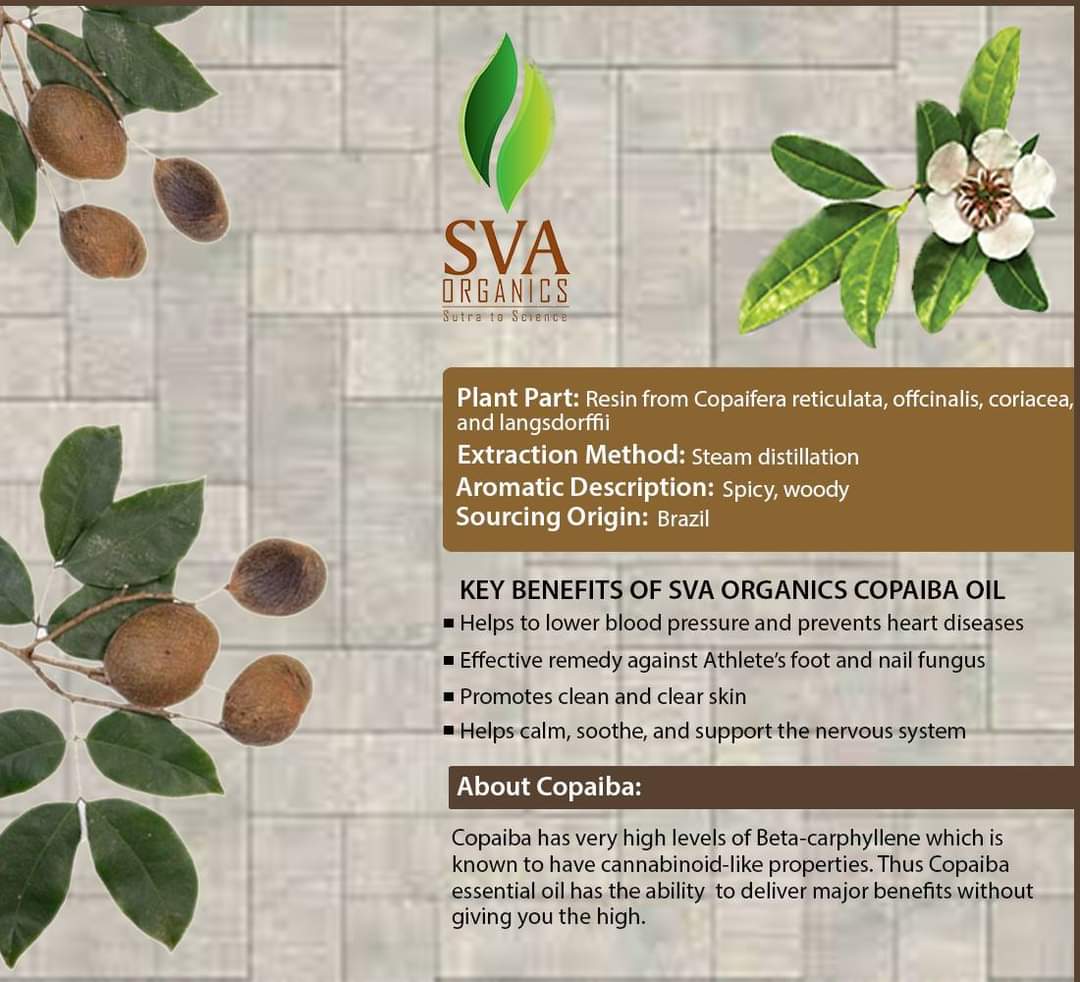 SVA
ORGANICS
Sutra to Science
Plant Part: Resin from Copaifera reticulata, offcinalis, coriacea,
and langsdorffii
Extraction Method: Steam distillation
Aromatic Description: Spicy, woody
Sourcing Origin: Brazil
KEY BENEFITS OF SVA ORGANICS COPAIBA OIL
▪ Helps to lower blood pressure and prevents heart diseases
▪ Effective remedy against Athlete's foot and nail fungus
▪ Promotes clean and clear skin
▪ Helps calm, soothe, and support the nervous system
About Copaiba:
Copaiba has very high levels of Beta-carphyllene which is
known to have cannabinoid-like properties. Thus Copaiba
essential oil has the ability to deliver major benefits without
giving you the high.